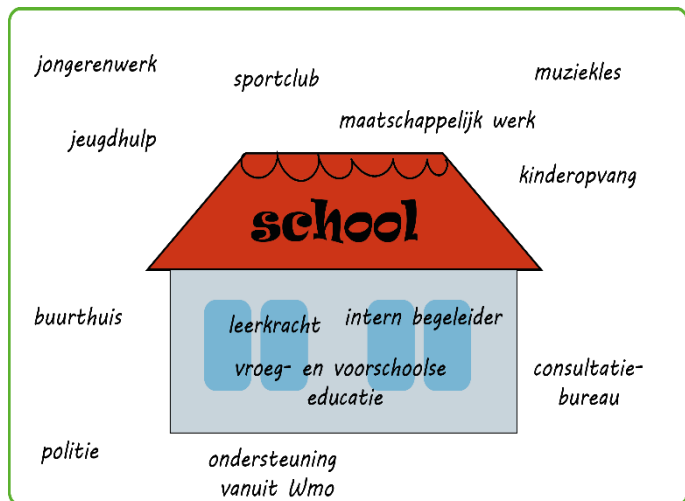 jongerenwerk
sportclub
muziekles
maatschappelijk werk
jeugdhulp
kinderopvang
school
buurthuis
leerkracht
intern begeleider
vroeg- en voorschoolse
educatie
consultatie-
bureau
politie
ondersteuning
vanuit Wmo